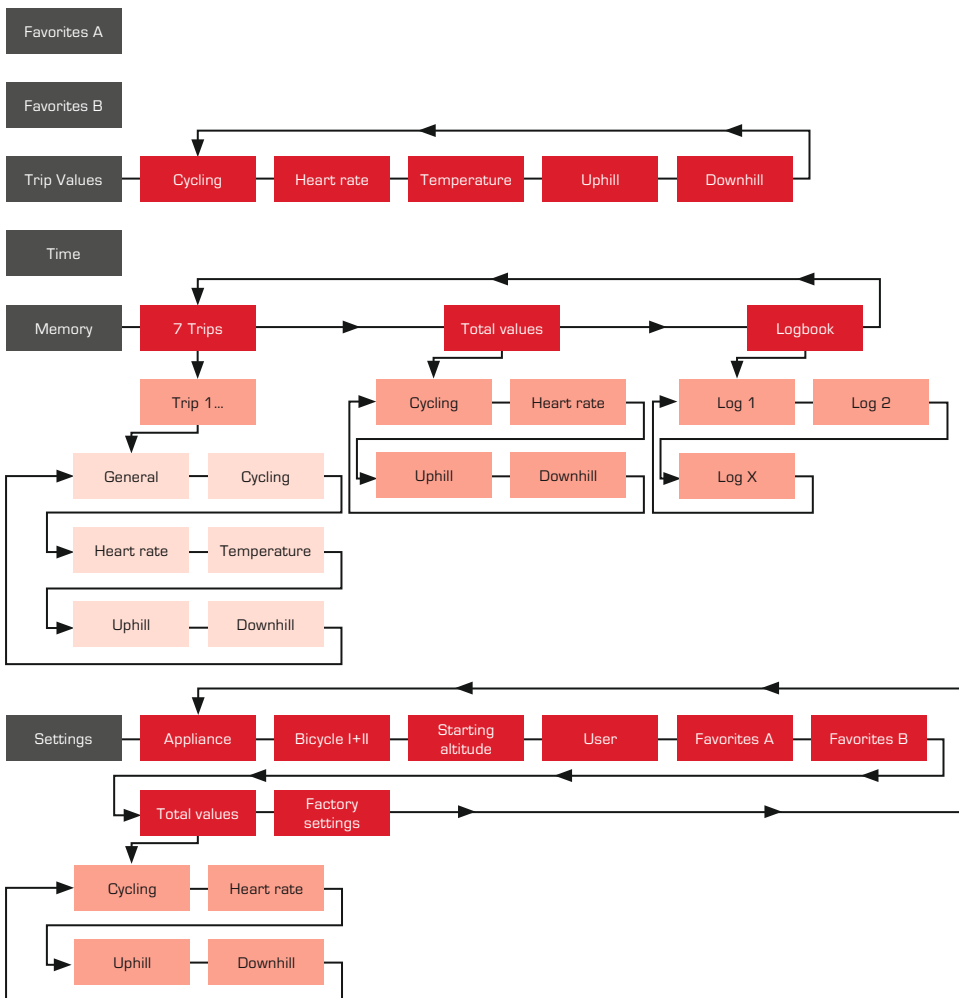 Favorites A
Favorites B
Trip Values
Cycling
Heart rate
Temperature
Uphill
Downhill
Time
Memory
7 Trips
Total values
Logbook
Trip 1...
Cycling
Heart rate
Log 1
Log 2
General
Cycling
Uphill
Downhill
Log X
Heart rate
Temperature
Uphill
Downhill
Settings
Appliance
Bicycle I+II
Starting
altitude
User
Favorites A
Favorites B
Total values
Factory
settings
Cycling
Heart rate
Uphill
Downhill